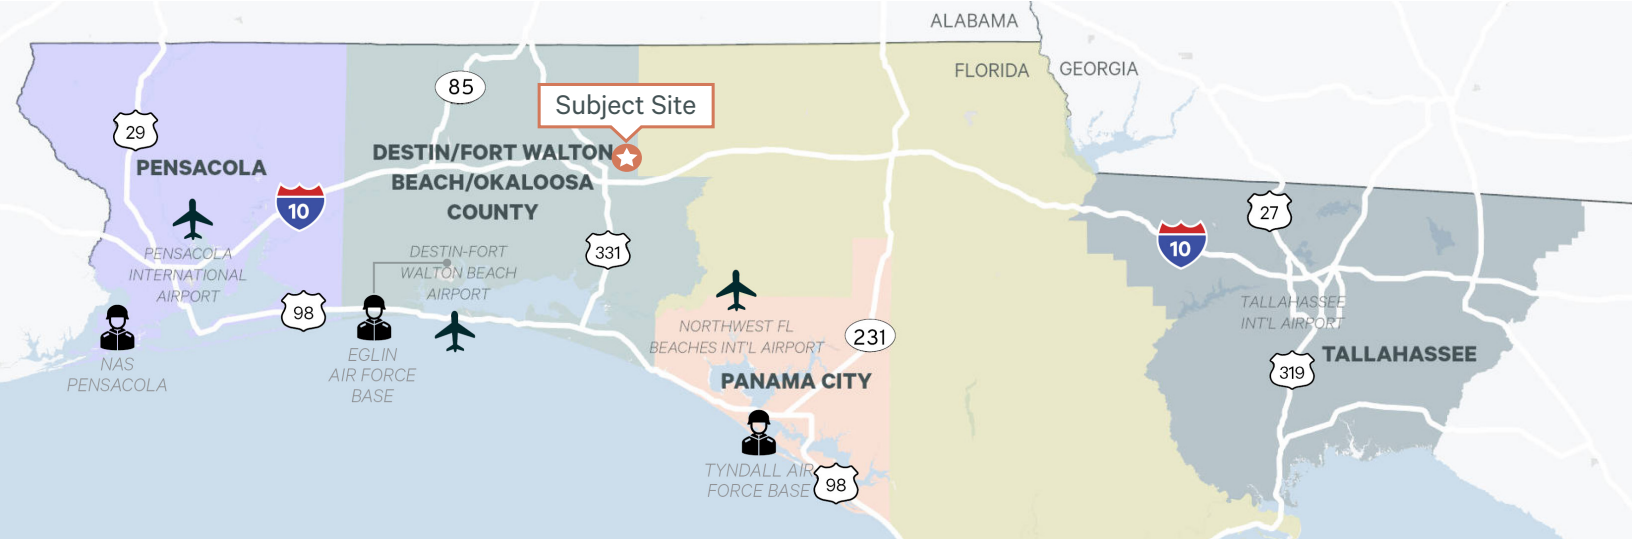 ALABAMA
FLORIDA
GEORGIA
85
Subject Site
29
PENSACOLA
DESTIN/FORT WALTON
BEACH/OKALOOSA
COUNTY
10
27
10
331
PENSACOLA
INTERNATIONAL
AIRPORT
DESTIN-FORT
WALTON BEACH
AIRPORT
98
NAS
PENSACOLA
EGLIN
AIR FORCE
BASE
NORTHWEST FL
BEACHES INT'L AIRPORT
231
TALLAHASSEE
INT'L AIRPORT
TALLAHASSEE
319
PANAMA CITY
TYNDALL AIR
FORCE BASE
98